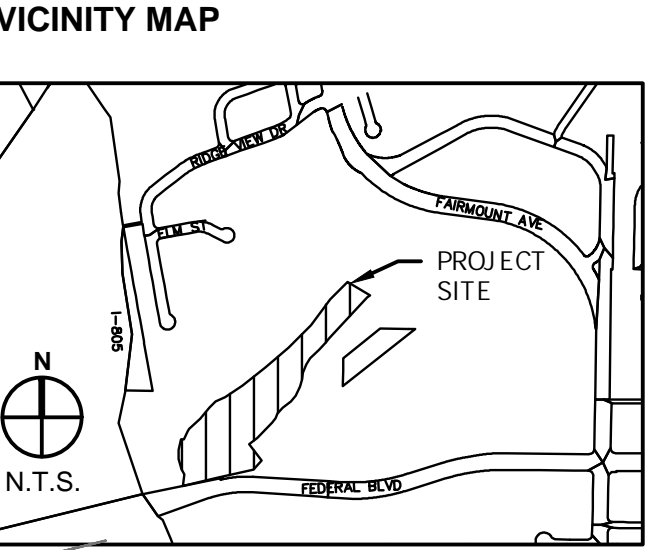 VICINITY MAP
RIDGE VIEW DR
FAIRMOUNT AVE
ELM ST
PROJECT
SITE
I-805
N
N.T.S.
FEDERAL BLVD